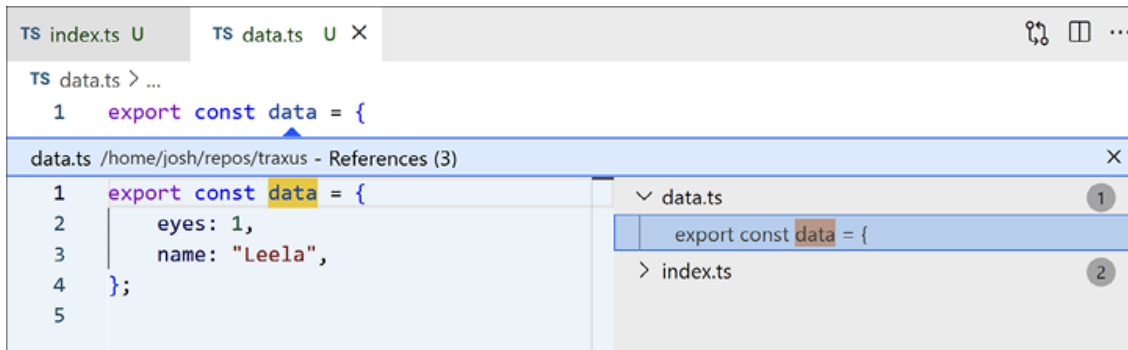 TS index.ts U TS data.ts U
TS data.ts > ...
1 export const data = {
data.ts /home/josh/repos/traxus - References (3)
1 export const data = {
2 eyes: 1,
3 name: "Leela",
4 };
5
data.ts 1
export const data = {
index.ts 2